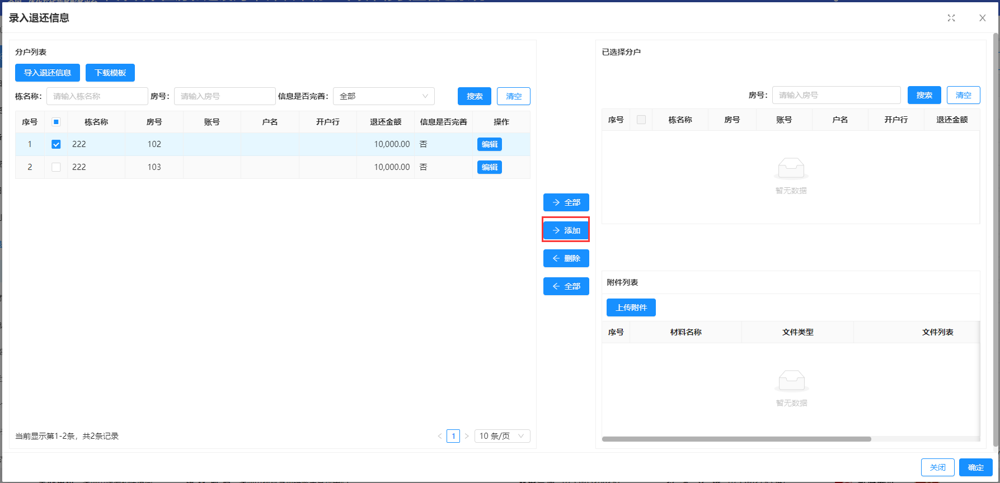 录入退还信息
分户列表
导入退还信息 下载模板
栋名称： 请输入栋名称 房号： 请输入房号 信息是否完善： 全部 搜索 清空
序号 栋名称 房号 账号 户名 开户行 退还金额 信息是否完善 操作
1 222 102 10,000.00 否 编辑
2 222 103 10,000.00 否 编辑
当前显示第1-2条，共2条记录 < 1 > 10 条/页
→ 全部
→ 添加
← 删除
← 全部
已选择分户
房号： 请输入房号 搜索 清空
序号 栋名称 房号 账号 户名 开户行 退还金额
暂无数据
附件列表
上传附件
序号 材料名称 文件类型 文件列表
暂无数据
关闭 确定